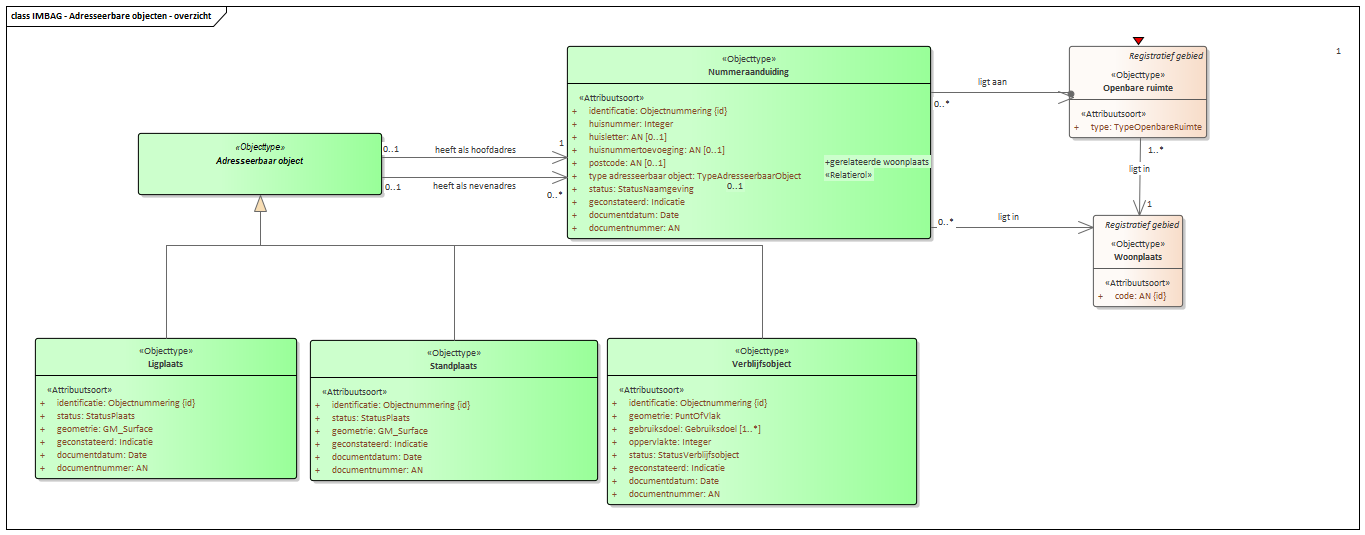 class IMBAG - Adresseerbare objecten - overzicht
«Objecttype»
Nummeraanduiding
«Attribuutsoort»
+ identificatie: Objectnummering {id}
+ huisnummer: Integer
+ huisletter: AN [0..1]
+ huisnummertoevoeging: AN [0..1]
+ postcode: AN [0..1]
+ type adresseerbaar object: TypeAdresseerbaarObject
+ status: StatusNaamgeving
+ geconstateerd: Indicatie
+ documentdatum: Date
+ documentnummer: AN
+gerelateerde woonplaats
«Relatierol»
0..1
ligt aan
0..*
1
Registratief gebied
«Objecttype»
Openbare ruimte
«Attribuutsoort»
+ type: TypeOpenbareRuimte
1..*
ligt in
1
0..*
ligt in
Registratief gebied
«Objecttype»
Woonplaats
«Attribuutsoort»
+ code: AN {id}
«Objecttype»
Adresseerbaar object
0..1
heeft als hoofdadres
1
0..1
heeft als nevenadres
0..*
«Objecttype»
Ligplaats
«Attribuutsoort»
+ identificatie: Objectnummering {id}
+ status: StatusPlaats
+ geometrie: GM_Surface
+ geconstateerd: Indicatie
+ documentdatum: Date
+ documentnummer: AN
«Objecttype»
Standplaats
«Attribuutsoort»
+ identificatie: Objectnummering {id}
+ status: StatusPlaats
+ geometrie: GM_Surface
+ geconstateerd: Indicatie
+ documentdatum: Date
+ documentnummer: AN
«Objecttype»
Verblijfsobject
«Attribuutsoort»
+ identificatie: Objectnummering {id}
+ geometrie: PuntOfVlak
+ gebruiksdoel: Gebruiksdoel [1..*]
+ oppervlakte: Integer
+ status: StatusVerblijfsobject
+ geconstateerd: Indicatie
+ documentdatum: Date
+ documentnummer: AN